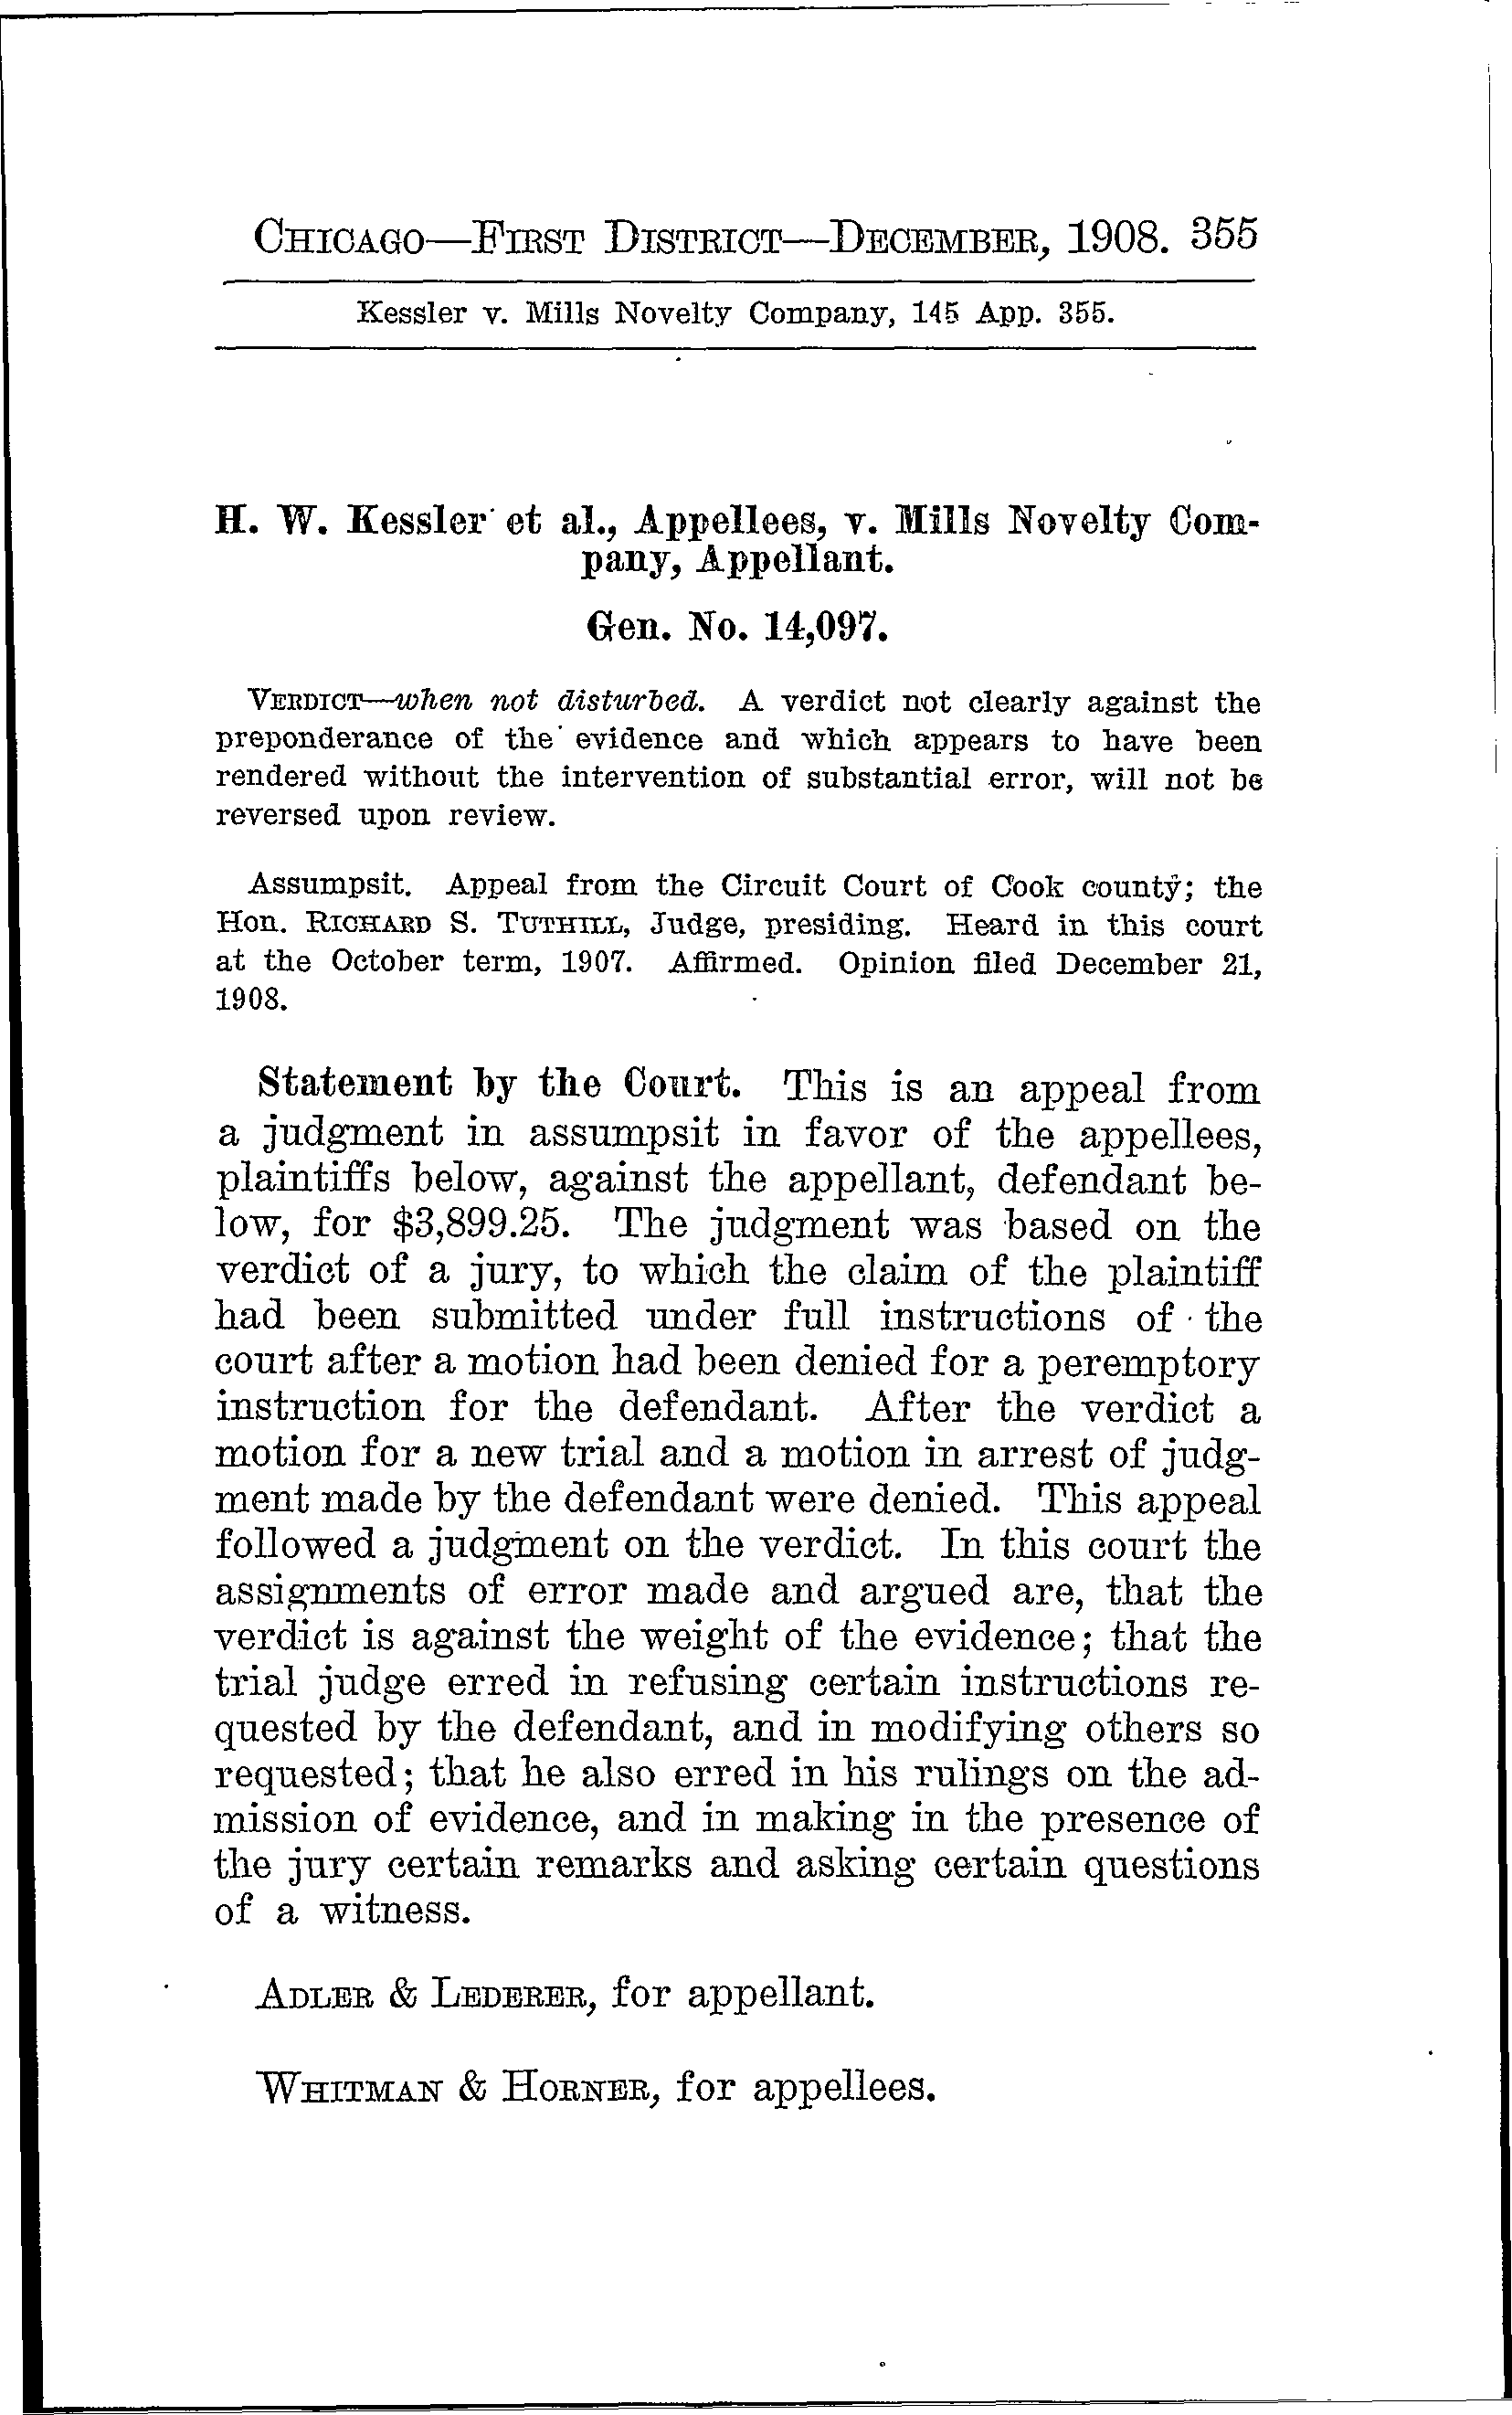 CHICAGO—FIRST DISTRICT—DECEMBER, 1908. 355
Kessler v. Mills Novelty Company, 145 App. 355.
H. W. Kessler et al., Appellees, v. Mills Novelty Com-
pany, Appellant.
Gen. No. 14,097.
VERDICT—when not disturbed. A verdict not clearly against the
preponderance of the evidence and which appears to have been
rendered without the intervention of substantial error, will not be
reversed upon review.
Assumpsit. Appeal from the Circuit Court of Cook county; the
Hon. RICHARD S. TUTHILL, Judge, presiding. Heard in this court
at the October term, 1907. Affirmed. Opinion filed December 21,
1908.
Statement by the Court. This is an appeal from
a judgment in assumpsit in favor of the appellees,
plaintiffs below, against the appellant, defendant be-
low, for $3,899.25. The judgment was based on the
verdict of a jury, to which the claim of the plaintiff
had been submitted under full instructions of the
court after a motion had been denied for a peremptory
instruction for the defendant. After the verdict a
motion for a new trial and a motion in arrest of judg-
ment made by the defendant were denied. This appeal
followed a judgment on the verdict. In this court the
assignments of error made and argued are, that the
verdict is against the weight of the evidence; that the
trial judge erred in refusing certain instructions re-
quested by the defendant, and in modifying others so
requested; that he also erred in his rulings on the ad-
mission of evidence, and in making in the presence of
the jury certain remarks and asking certain questions
of a witness.
ADLER & LEDERER, for appellant.
WHITMAN & HORNER, for appellees.